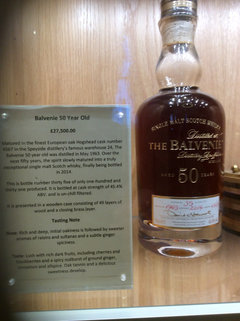 Balvenie 50 Year Old
£27,500.00
Matured in the finest European oak Hogshead cask number
4567 in the Speyside distillery's famous warehouse 24. The
Balvenie 50 year old was distilled in May 1963. Over the
next fifty years, the spirit slowly matured into a truly
exceptional single malt Scotch whisky, finally being bottled
in 2014.
This is bottle number thirty five of only one hundred and
thirty one produced. It is bottled at cask strength of 45.4%
ABV. and is un-chill filtered.
It is presented in a wooden case consisting of 49 layers of
wood and a closing brass layer.
Tasting Note
Nose: Rich and deep, initial oakiness is followed by sweeter
aromas of raisins and sultanas and a subtle ginger
spiciness
Taste: Lush with rich dark fruits, including cherries and
blackberries and a spicy outburst of ground ginger,
cinnamon and allspice. Oak tannin and a delicious
sweetness develop.
SINGLE MALT SCOTCH WHISKY
Distilled at
THE BALVENIE
Distillery
AGED 50 YEARS
35